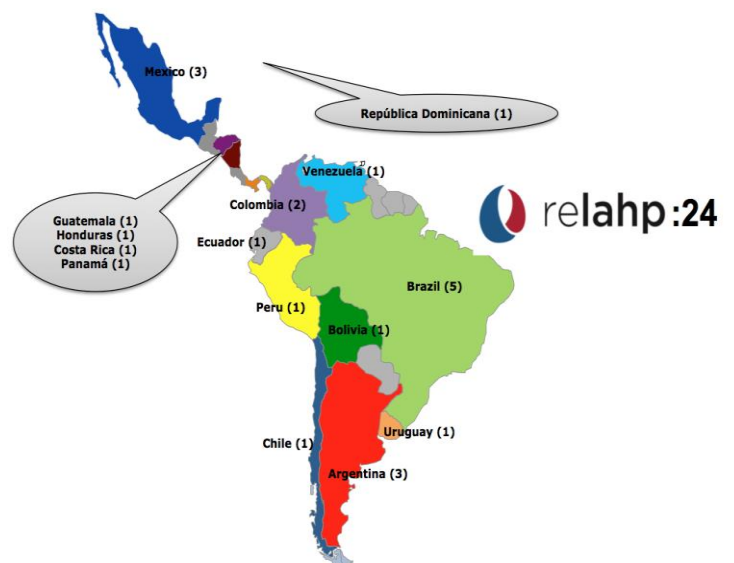 Mexico (3)
República Dominicana (1)
Venezuela (1)
Colombia (2)
relahp :24
Guatemala (1)
Honduras (1)
Costa Rica (1)
Panamá (1)
Ecuador (1)
Brazil (5)
Peru (1)
Bolivia (1)
Uruguay (1)
Chile (1)
Argentina (3)